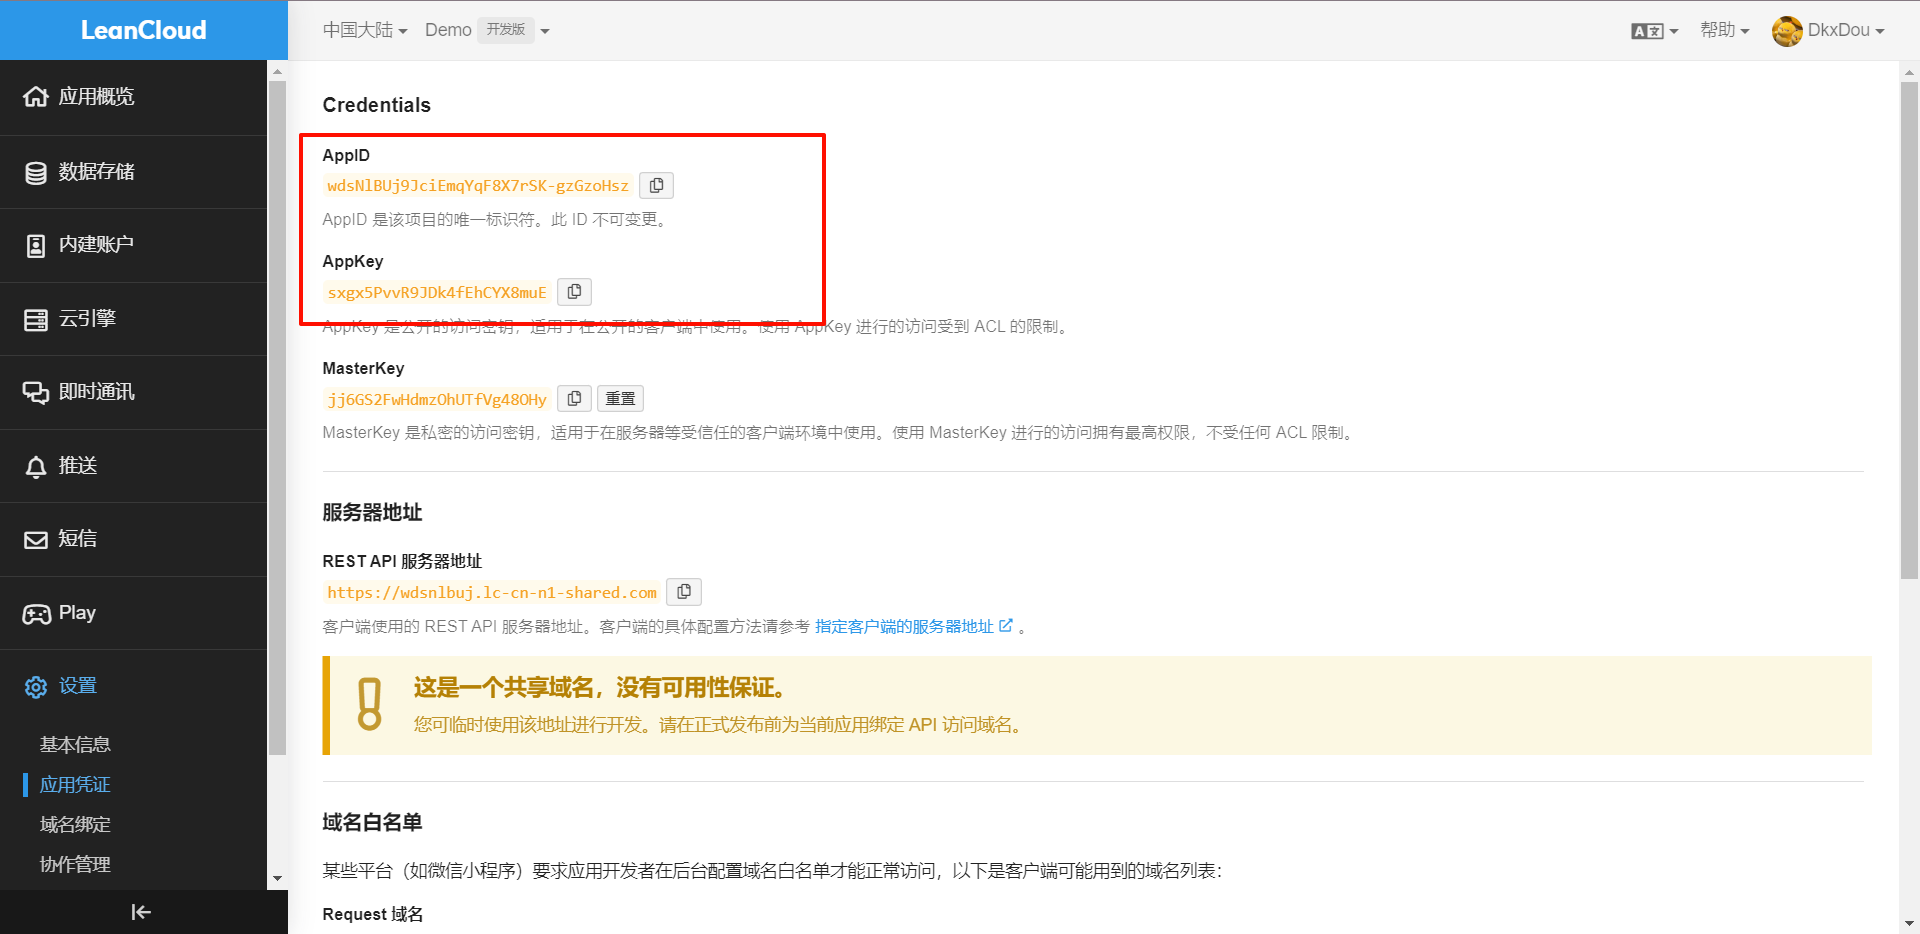 LeanCloud
中国大陆 Demo 开发版
帮助 DkxDou
应用概览
数据存储
内建账户
云引擎
即时通讯
推送
短信
Play
设置
基本信息
应用凭证
域名绑定
协作管理
Credentials
AppID
wdsNlBUj9JciEmqYqF8X7rSK-gzGzoHsz
AppID 是该项目的唯一标识符。此 ID 不可变更。
AppKey
sxgx5PvvR9JDk4fEhCYX8muE
AppKey 是公开的访问密钥，适用于在公开的客户端中使用。使用 AppKey 进行的访问受到 ACL 的限制。
MasterKey
jj6GS2FwHdmzOhUTfVg48OHy 重置
MasterKey 是私密的访问密钥，适用于在服务器等受信任的客户端环境中使用。使用 MasterKey 进行的访问拥有最高权限，不受任何 ACL 限制。
服务器地址
REST API 服务器地址
https://wdsnlbuj.lc-cn-n1-shared.com
客户端使用的 REST API 服务器地址。客户端的具体配置方法请参考 指定客户端的服务器地址 。
这是一个共享域名，没有可用性保证。
您可临时使用该地址进行开发。请在正式发布前为当前应用绑定 API 访问域名。
域名白名单
某些平台（如微信小程序）要求应用开发者在后台配置域名白名单才能正常访问，以下是客户端可能用到的域名列表：
Request 域名